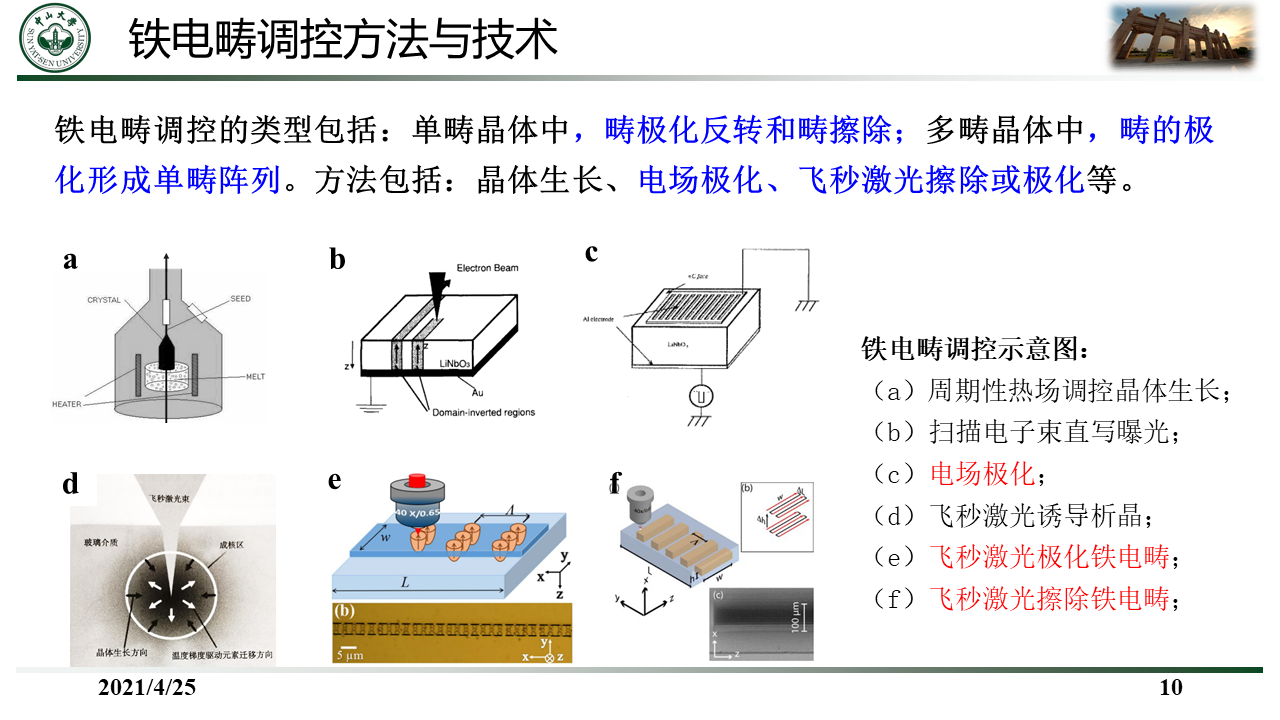 中山大学
SUN YAT-SEN UNIVERSITY
铁电畴调控方法与技术
铁电畴调控的类型包括：单畴晶体中，畴极化反转和畴擦除；多畴晶体中，畴的极
化形成单畴阵列。方法包括：晶体生长、电场极化、飞秒激光擦除或极化等。
a
CRYSTAL
SEED
MELT
HEATER
b
Electron Beam
z
z
LiNbO3
Au
Domain-inverted regions
c
+C face
Al electrode
LiNbO3
d
飞秒激光束
玻璃介质
成核区
晶体生长方向
温度梯度驱动元素迁移方向
e
40 X/0.65
Λ
w
L
y
x
z
(b)
5 µm
y
x
z
f
Λ
L
h
w
x
y
z
(b)
w
Δh
(c)
100 µm
x
z
铁电畴调控示意图：
（a）周期性热场调控晶体生长；
（b）扫描电子束直写曝光；
（c）电场极化；
（d）飞秒激光诱导析晶；
（e）飞秒激光极化铁电畴；
（f）飞秒激光擦除铁电畴；
2021/4/25
10